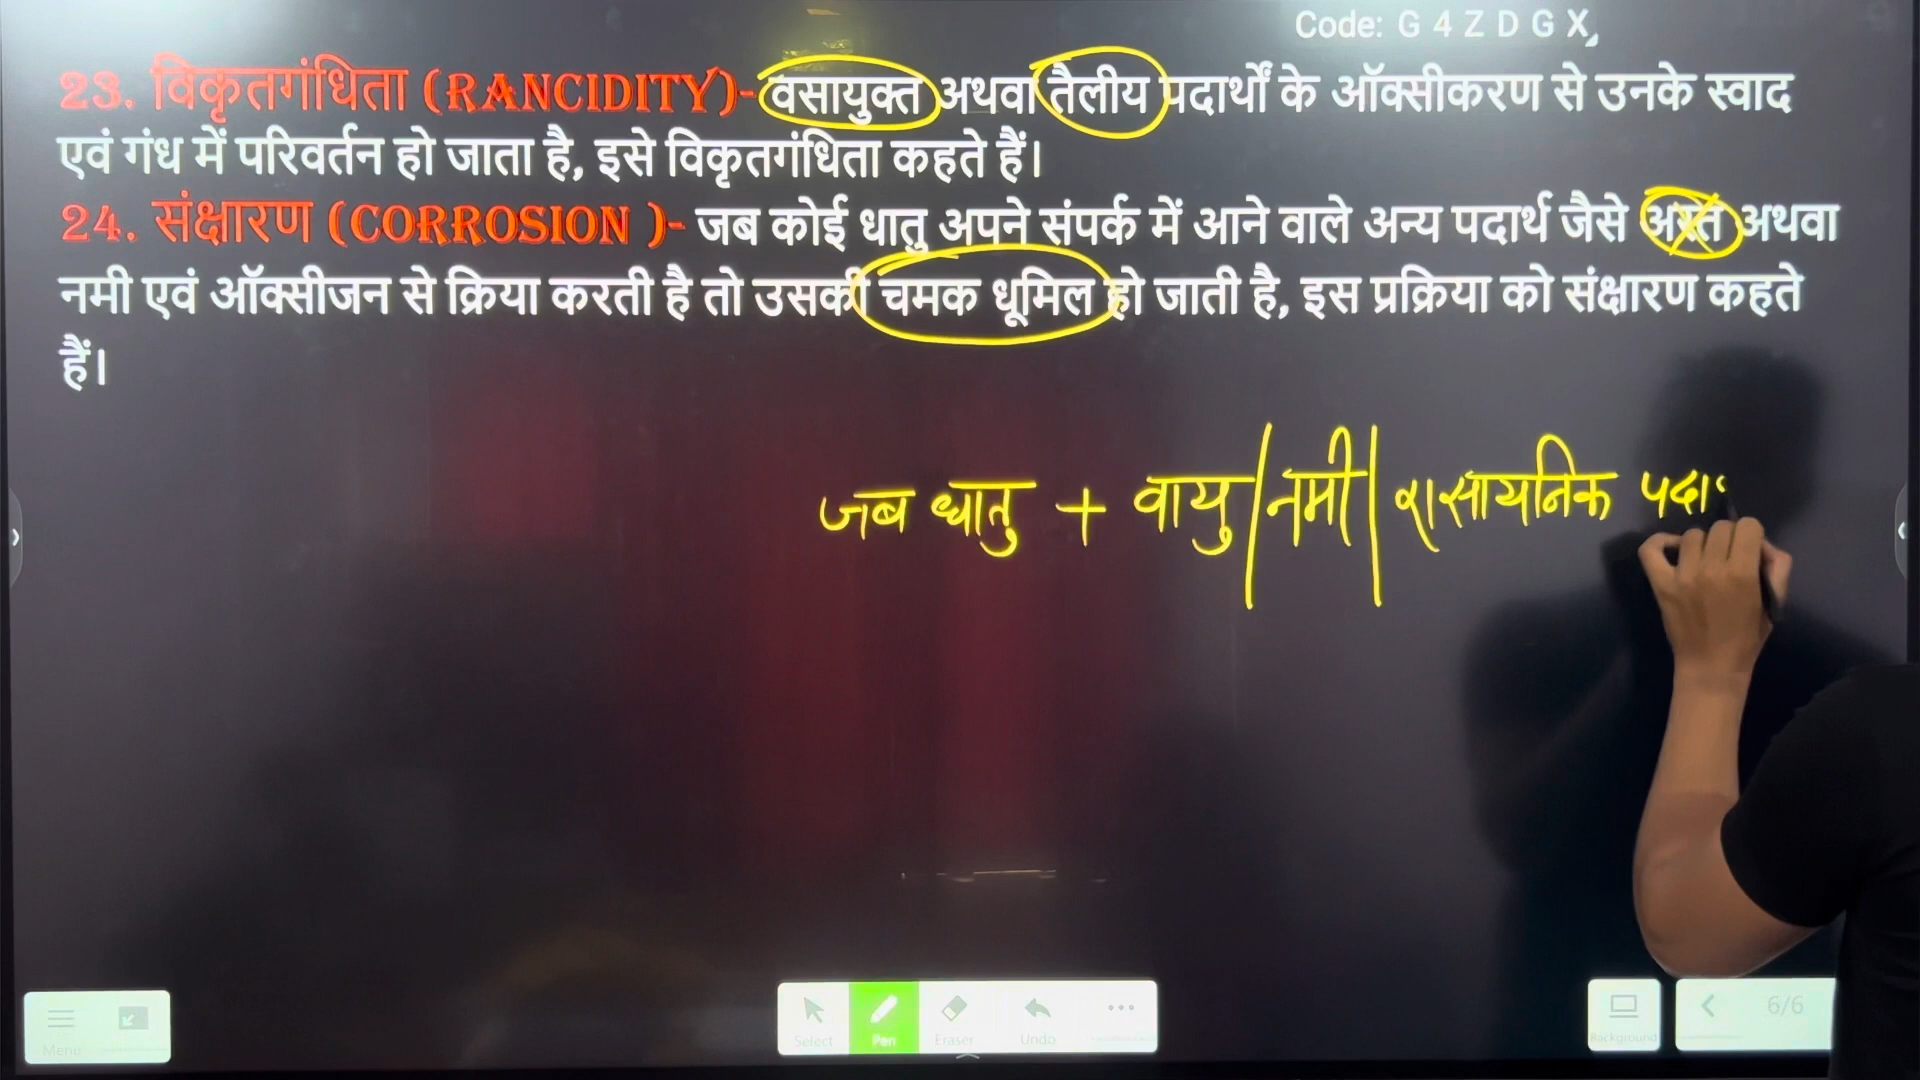 Code: G 4 Z D G X
23. विकृतगंधिता (RANCIDITY)- वसायुक्त अथवा तैलीय पदार्थों के ऑक्सीकरण से उनके स्वाद
एवं गंध में परिवर्तन हो जाता है, इसे विकृतगंधिता कहते हैं।
24. संक्षारण (CORROSION )- जब कोई धातु अपने संपर्क में आने वाले अन्य पदार्थ जैसे अथवा
नमी एवं ऑक्सीजन से क्रिया करती है तो उसकी चमक धूमिल हो जाती है, इस प्रक्रिया को संक्षारण कहते
हैं।
जब धातु + वायु | नमी | रासायनिक पदा
Menu Select Pen Eraser Undo Background 6/6